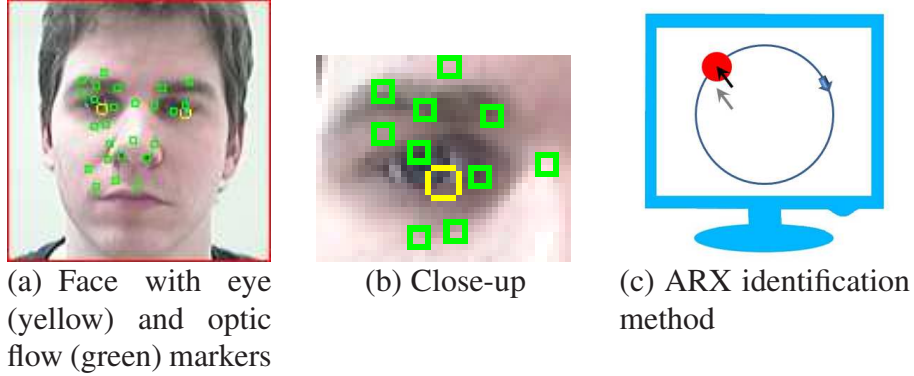 (a) Face with eye
(yellow) and optic
flow (green) markers
(b) Close-up
(c) ARX identification
method